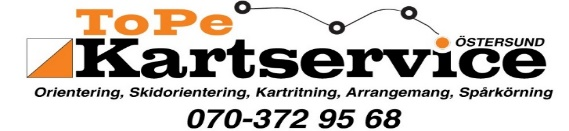 ToPe
Kartservice
ÖSTERSUND
Orientering, Skidorientering, Kartritning, Arrangemang, Spårkörning
070-372 95 68